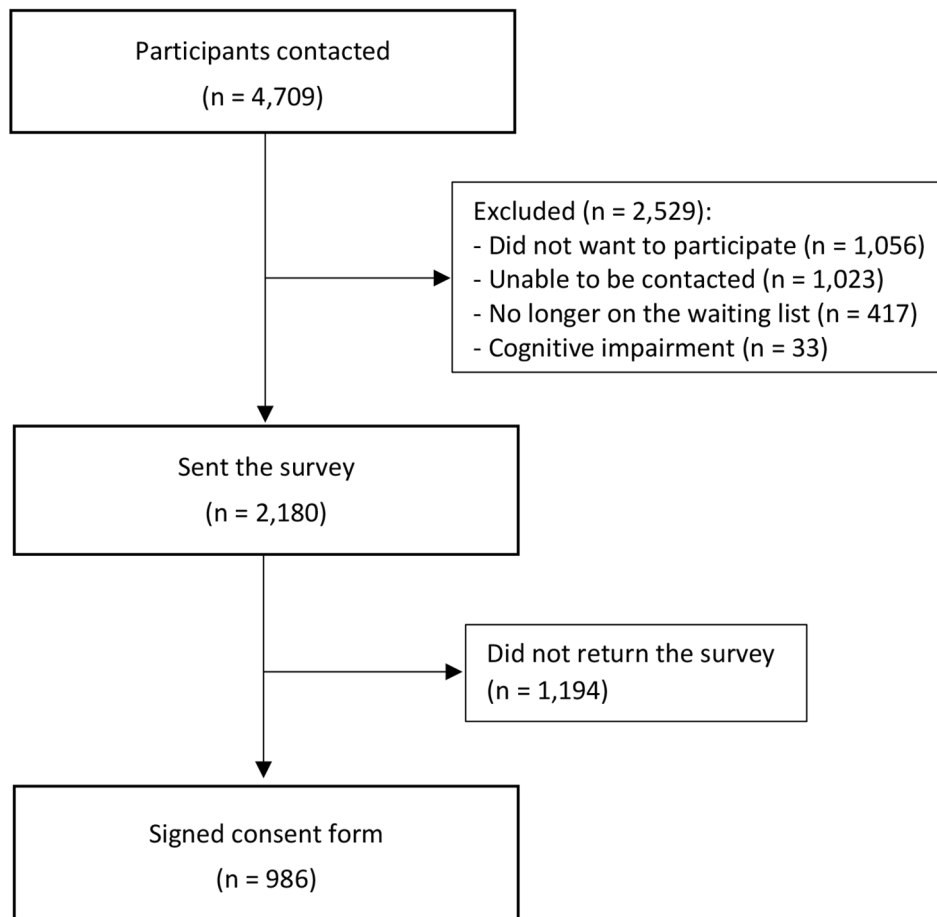 Participants contacted
(n = 4,709)
Excluded (n = 2,529):
- Did not want to participate (n = 1,056)
- Unable to be contacted (n = 1,023)
- No longer on the waiting list (n = 417)
- Cognitive impairment (n = 33)
Sent the survey
(n = 2,180)
Did not return the survey
(n = 1,194)
Signed consent form
(n = 986)